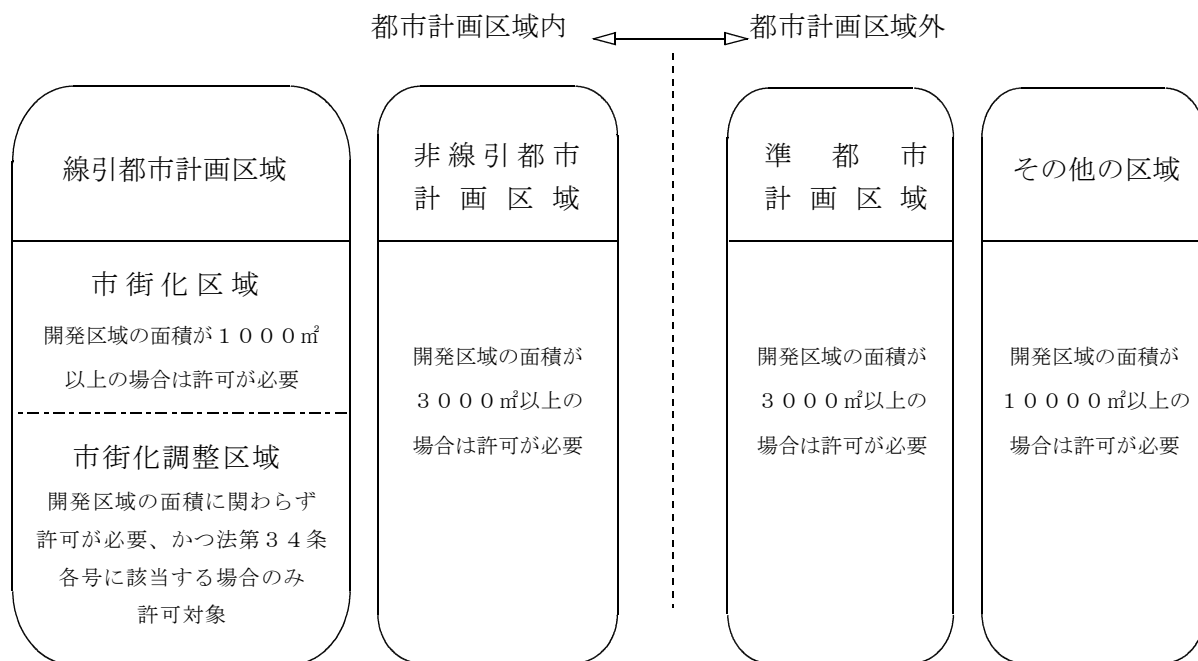 都市計画区域内
都市計画区域外
線引都市計画区域
市街化区域
開発区域の面積が１０００㎡
以上の場合は許可が必要
市街化調整区域
開発区域の面積に関わらず
許可が必要、かつ法第３４条
各号に該当する場合のみ
許可対象
非線引都市
計画区域
開発区域の面積が
３０００㎡以上の
場合は許可が必要
準都市
計画区域
開発区域の面積が
３０００㎡以上の
場合は許可が必要
その他の区域
開発区域の面積が
１００００㎡以上の
場合は許可が必要